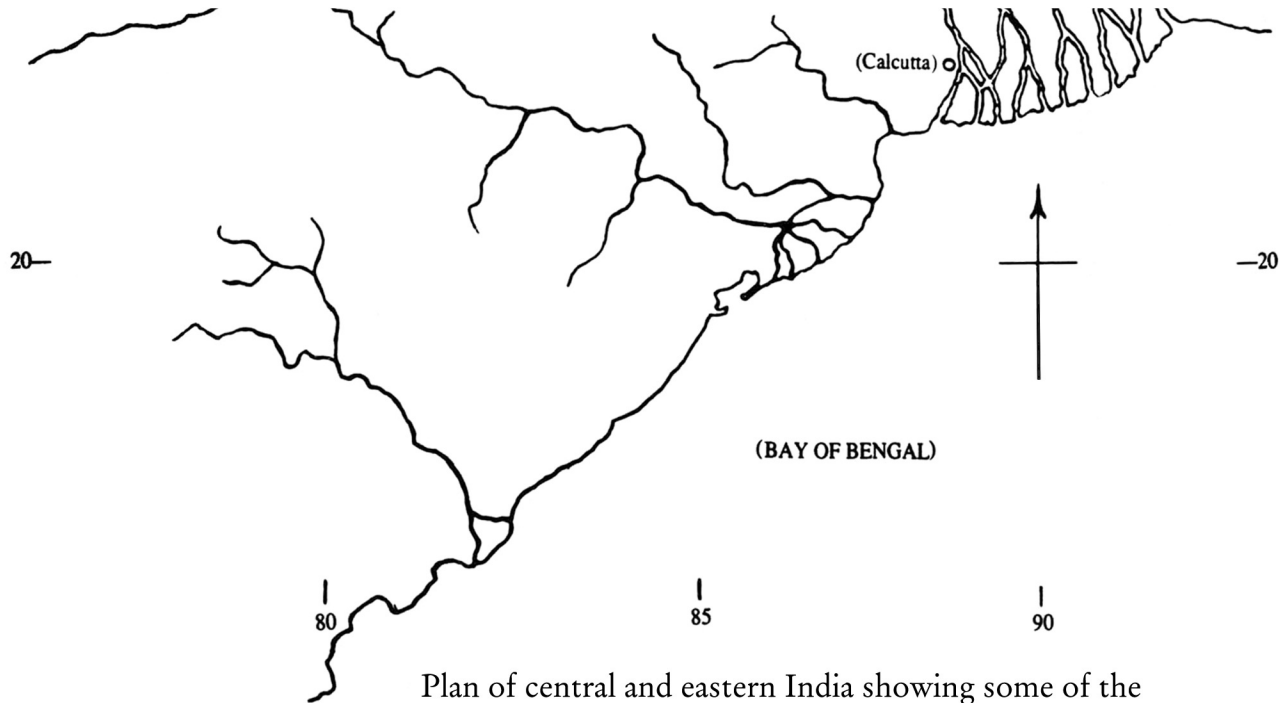 (Calcutta)
20
20
(BAY OF BENGAL)
80
85
90
Plan of central and eastern India showing some of the